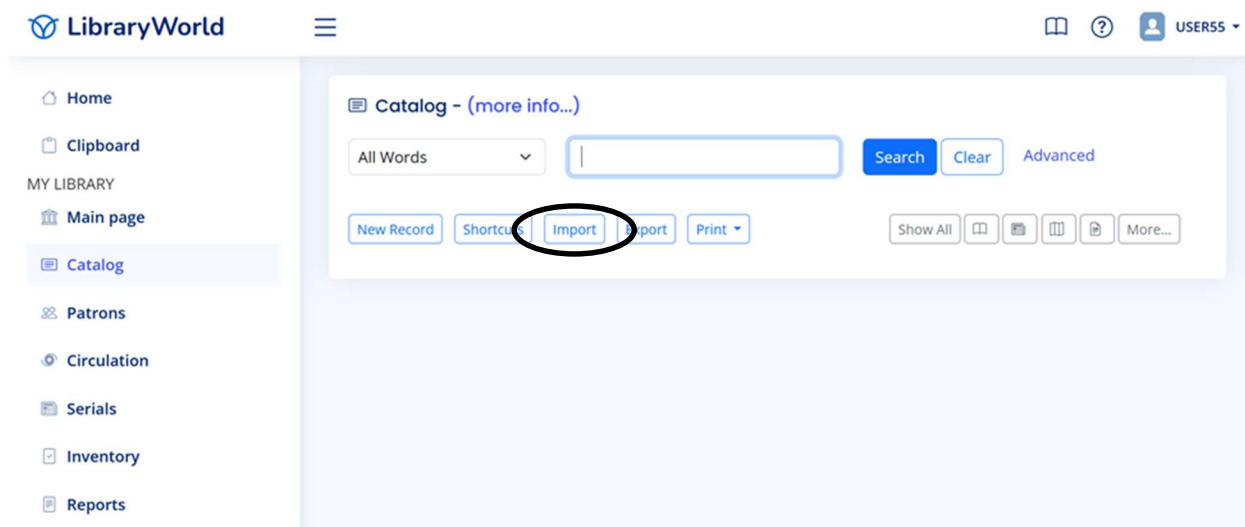 LibraryWorld
USER55
Home
Clipboard
MY LIBRARY
Main page
Catalog
Patrons
Circulation
Serials
Inventory
Reports
Catalog - (more info...)
All Words
Search Clear Advanced
New Record Shortcuts Import Export Print Show All More...